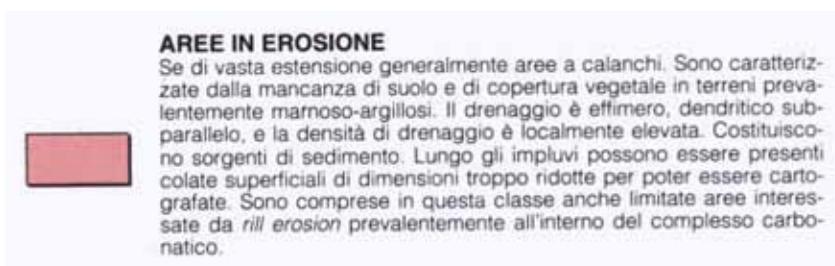 AREE IN EROSIONE
Se di vasta estensione generalmente aree a calanchi. Sono caratteriz-
zate dalla mancanza di suolo e di copertura vegetale in terreni preva-
lentemente marnoso-argillosi. Il drenaggio è effimero, dendritico sub-
parallelo, e la densità di drenaggio è localmente elevata. Costituisco-
no sorgenti di sedimento. Lungo gli impluvi possono essere presenti
colate superficiali di dimensioni troppo ridotte per poter essere carto-
grafate. Sono comprese in questa classe anche limitate aree interes-
sate da rill erosion prevalentemente all'interno del complesso carbo-
natico.